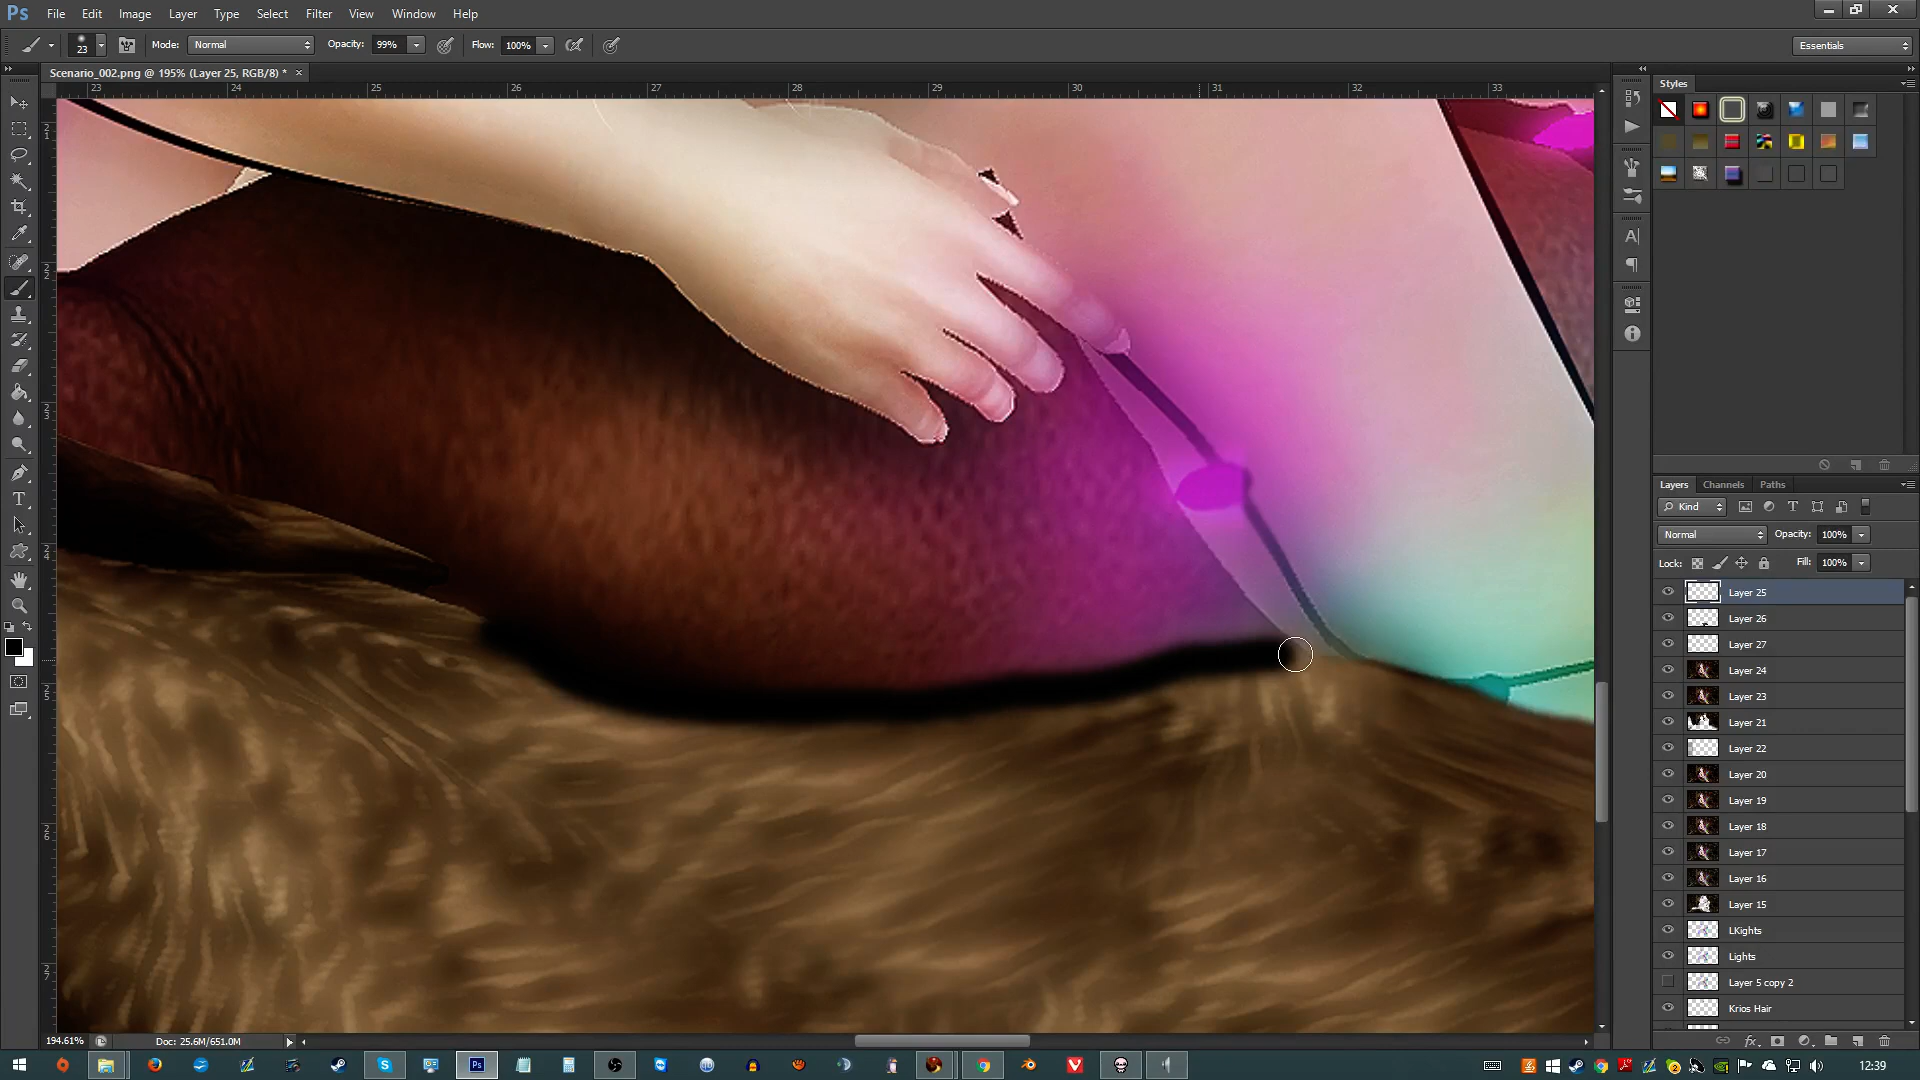 Ps File Edit Image Layer Type Select Filter View Window Help
23 Mode: Normal Opacity: 99% Flow: 100% Essentials
Scenario_002.png @ 195% (Layer 25, RGB/8) * ×
23 24 25 26 27 28 29 30 31 32 33
Styles
Layers Channels Paths
Kind
Normal Opacity: 100%
Lock: Fill: 100%
Layer 25
Layer 26
Layer 27
Layer 24
Layer 23
Layer 21
Layer 22
Layer 20
Layer 19
Layer 18
Layer 17
Layer 16
Layer 15
LKights
Lights
Layer 5 copy 2
Krios Hair
194.61% Doc: 25.6M/651.0M
12:39